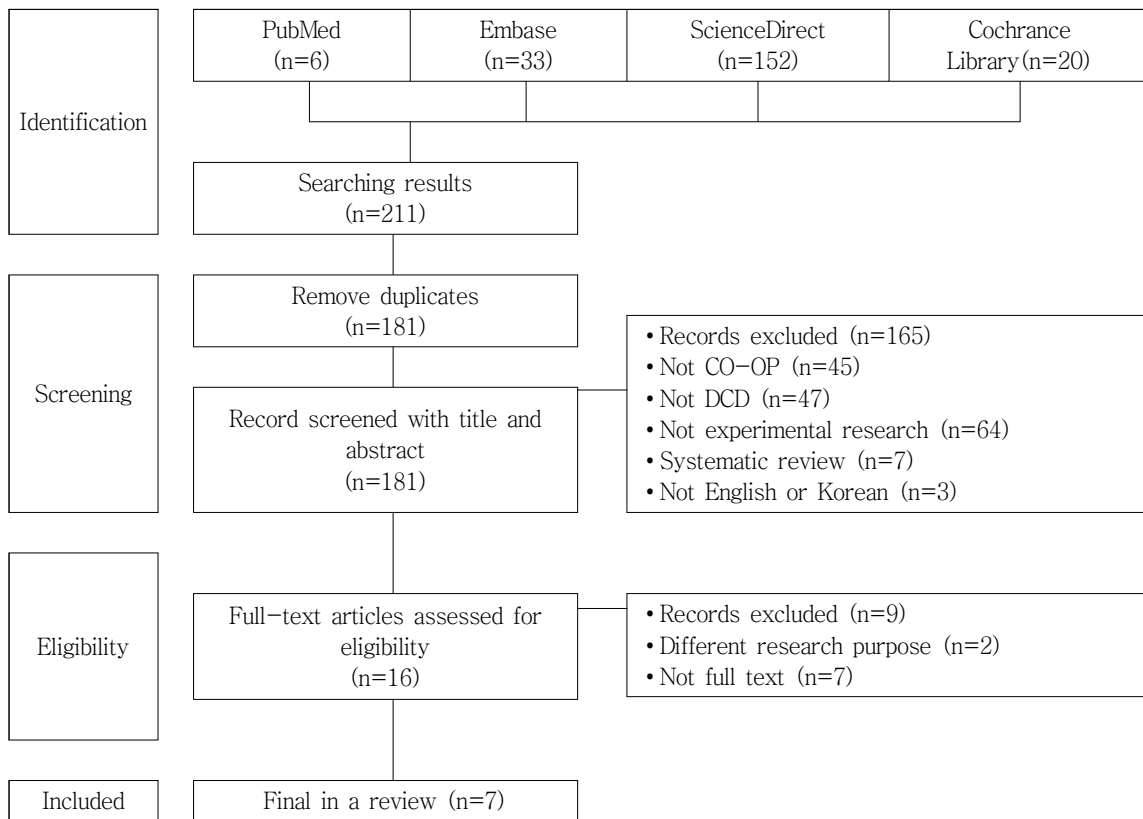 PubMed
(n=6)
Embase
(n=33)
ScienceDirect
(n=152)
Cochrance
Library(n=20)
Identification
Searching results
(n=211)
Remove duplicates
(n=181)
Screening
Record screened with title and
abstract
(n=181)
• Records excluded (n=165)
• Not CO-OP (n=45)
• Not DCD (n=47)
• Not experimental research (n=64)
• Systematic review (n=7)
• Not English or Korean (n=3)
Eligibility
Full-text articles assessed for
eligibility
(n=16)
• Records excluded (n=9)
• Different research purpose (n=2)
• Not full text (n=7)
Included
Final in a review (n=7)